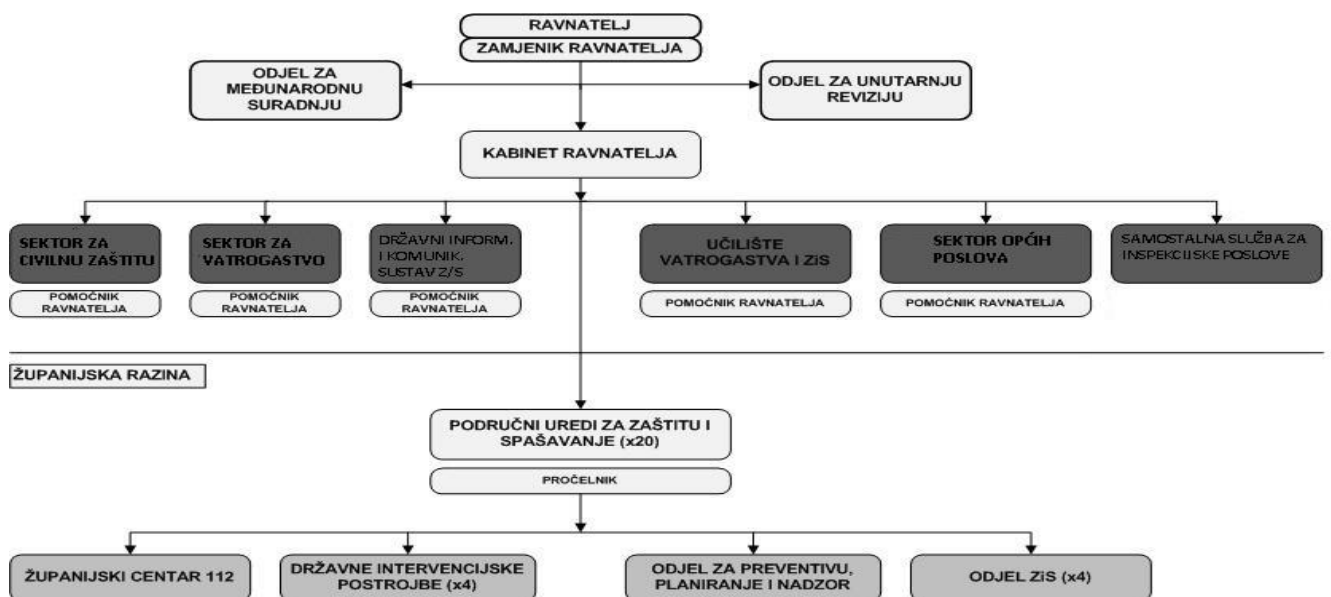 RAVNATELJ
ZAMJENIK RAVNATELJA
ODJEL ZA
MEĐUNARODNU
SURADNJU
ODJEL ZA UNUTARNJU
REVIZIJU
KABINET RAVNATELJA
SEKTOR ZA
CIVILNU ZAŠTITU
SEKTOR ZA
VATROGASTVO
DRŽAVNI INFORM.
I KOMUNIK.
SUSTAV Z/S
UČILIŠTE
VATROGASTVA I ZiS
SEKTOR OPĆIH
POSLOVA
SAMOSTALNA SLUŽBA ZA
INSPEKCIJSKE POSLOVE
POMOĆNIK
RAVNATELJA
POMOĆNIK
RAVNATELJA
POMOĆNIK
RAVNATELJA
POMOĆNIK RAVNATELJA
POMOĆNIK RAVNATELJA
ŽUPANIJSKA RAZINA
PODRUČNI UREDI ZA ZAŠTITU I
SPAŠAVANJE (x20)
PROČELNIK
ŽUPANIJSKI CENTAR 112
DRŽAVNE INTERVENCIJSKE
POSTROJBE (x4)
ODJEL ZA PREVENTIVU,
PLANIRANJE I NADZOR
ODJEL ZiS (x4)